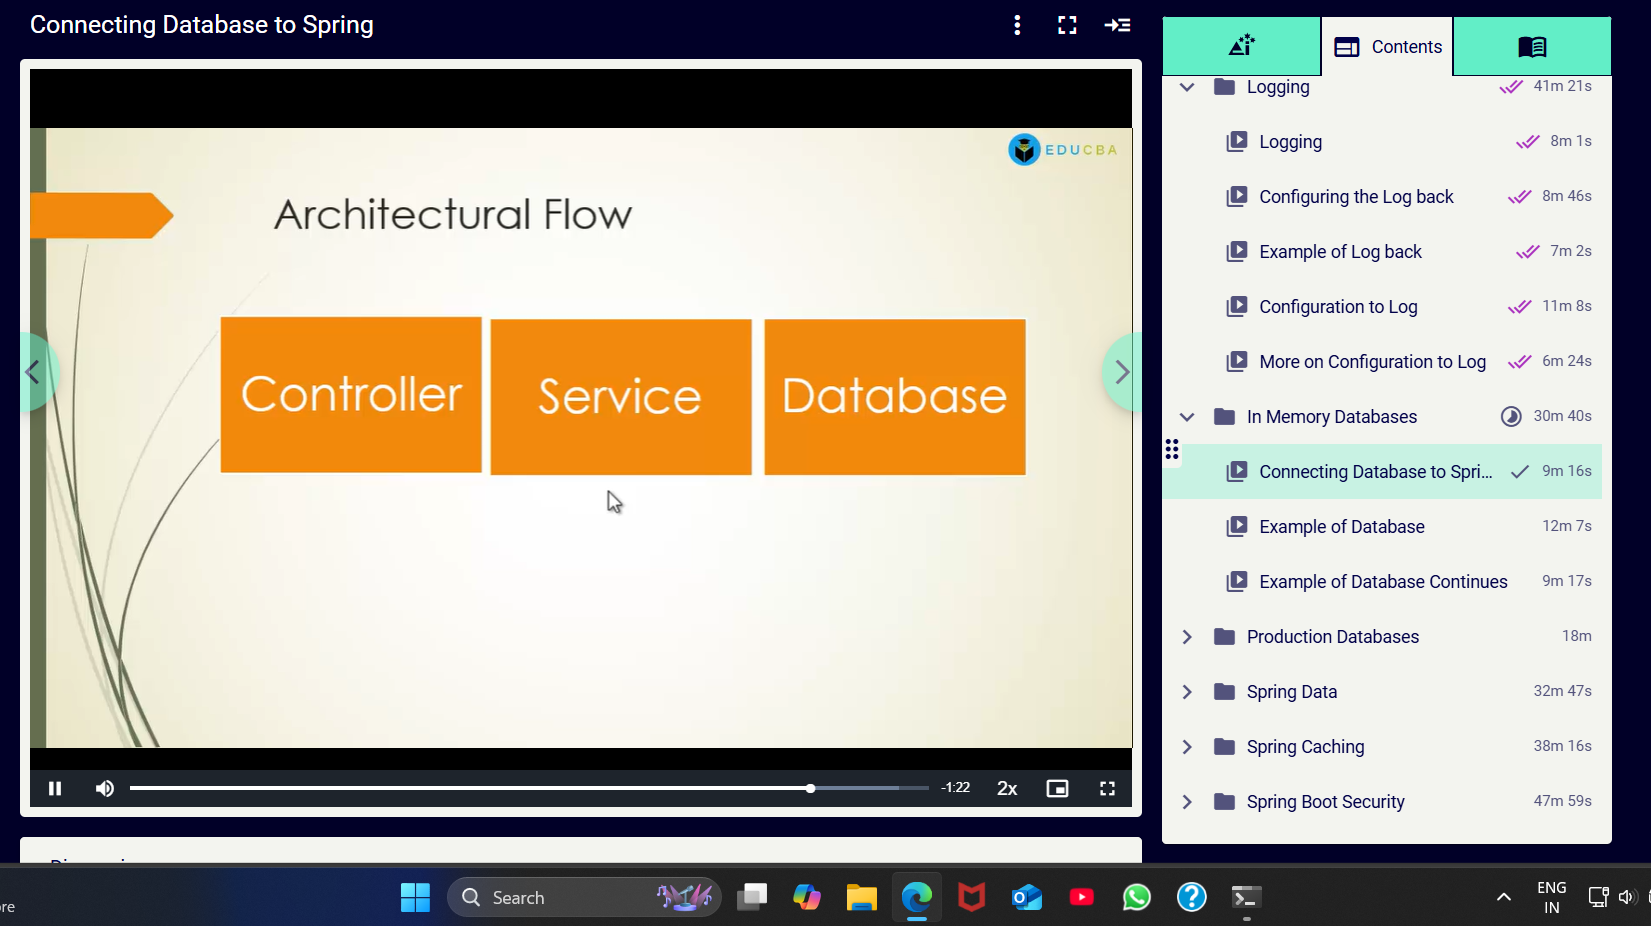 Connecting Database to Spring
EDUCBA
Architectural Flow
Controller
Service
Database
-1:22
2x
Contents
Logging 41m 21s
Logging 8m 1s
Configuring the Log back 8m 46s
Example of Log back 7m 2s
Configuration to Log 11m 8s
More on Configuration to Log 6m 24s
In Memory Databases 30m 40s
Connecting Database to Spri... 9m 16s
Example of Database 12m 7s
Example of Database Continues 9m 17s
Production Databases 18m
Spring Data 32m 47s
Spring Caching 38m 16s
Spring Boot Security 47m 59s
re
Search
ENG
IN